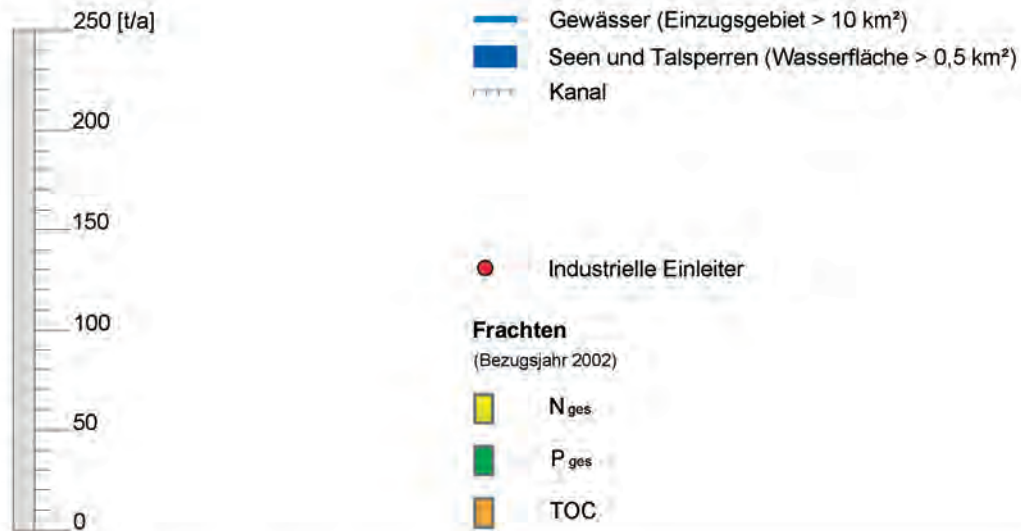 250 [t/a]
200
150
100
50
0
Gewässer (Einzugsgebiet > 10 km²)
Seen und Talsperren (Wasserfläche > 0,5 km²)
Kanal
Industrielle Einleiter
Frachten
(Bezugsjahr 2002)
N ges
P ges
TOC